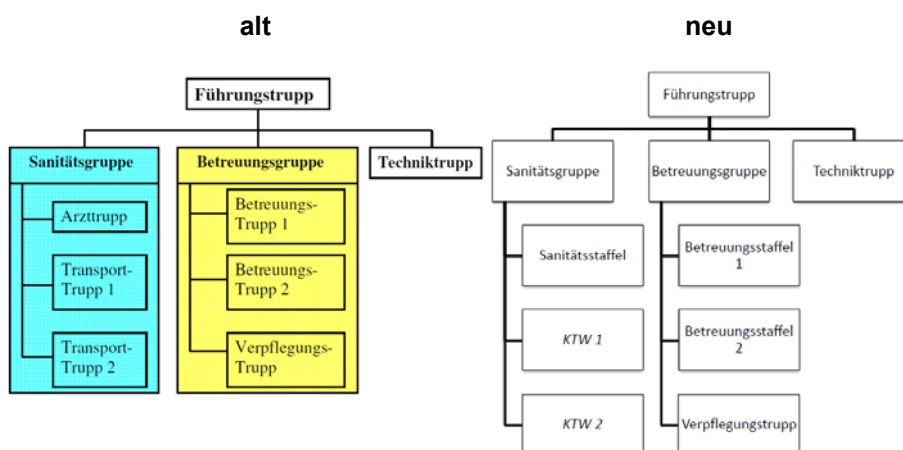 alt
neu
Führungstrupp
Sanitätsgruppe
Betreuungsgruppe
Techniktrupp
Arzttrupp
Transport-
Trupp 1
Transport-
Trupp 2
Betreuungs-
Trupp 1
Betreuungs-
Trupp 2
Verpflegungs-
Trupp
Führungstrupp
Sanitätsgruppe
Betreuungsgruppe
Techniktrupp
Sanitätsstaffel
KTW 1
KTW 2
Betreuungsstaffel
1
Betreuungsstaffel
2
Verpflegungstrupp